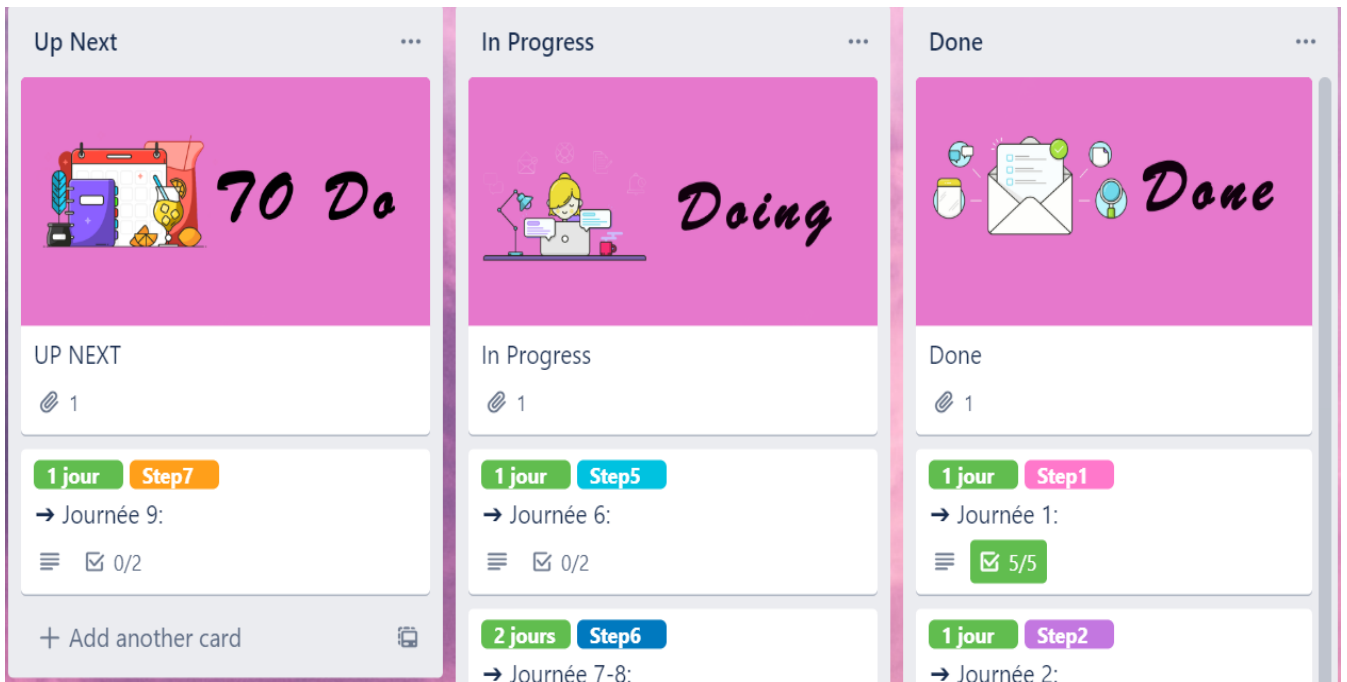 Up Next
TO Do
UP NEXT
1
1 jour Step7
→ Journée 9:
0/2
+ Add another card
In Progress
Doing
In Progress
1
1 jour Step5
→ Journée 6:
0/2
2 jours Step6
→ Journée 7-8:
Done
Done
Done
1
1 jour Step1
→ Journée 1:
5/5
1 jour Step2
→ Journée 2: